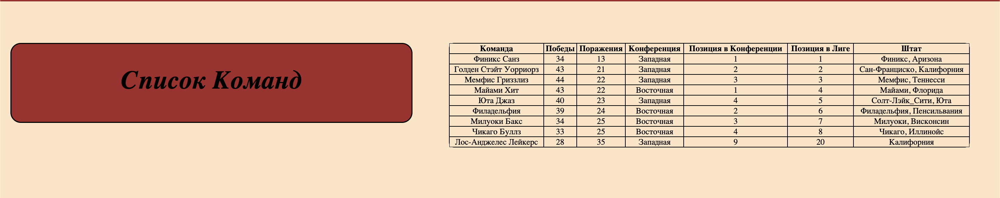 Список Команд
Команда Победы Поражения Конференция Позиция в Конференции Позиция в Лиге Штат
Финикс Санз 34 13 Западная 1 1 Финикс, Аризона
Голден Стэйт Уорриорз 43 21 Западная 2 2 Сан-Франциско, Калифорния
Мемфис Гриззлиз 44 22 Западная 3 3 Мемфис, Теннесси
Майами Хит 43 22 Восточная 1 4 Майами, Флорида
Юта Джаз 40 23 Западная 4 5 Солт-Лэйк_Сити, Юта
Филадельфия 39 24 Восточная 2 6 Филадельфия, Пенсильвания
Милуоки Бакс 34 25 Восточная 3 7 Милуоки, Висконсин
Чикаго Буллз 33 25 Восточная 4 8 Чикаго, Иллинойс
Лос-Анджелес Лейкерс 28 35 Западная 9 20 Калифорния